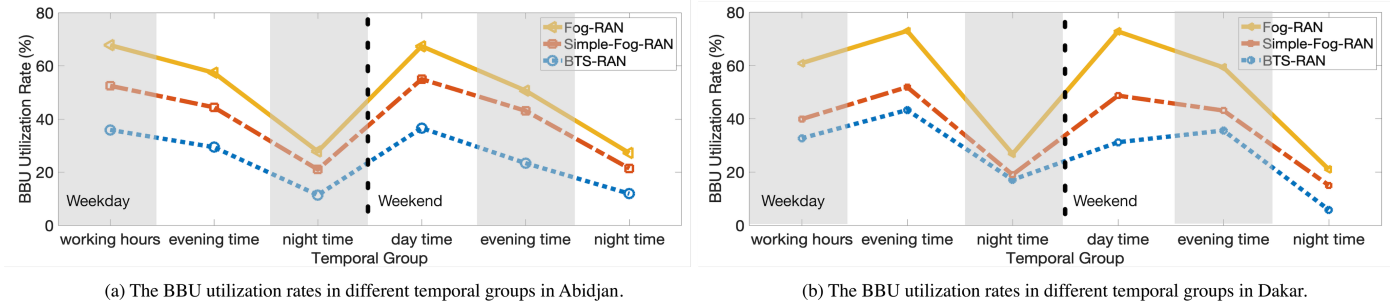 80
60
40
20
0
BBU Utilization Rate (%)
Fog-RAN
Simple-Fog-RAN
BTS-RAN
Weekday
Weekend
working hours evening time night time day time evening time night time
Temporal Group
(a) The BBU utilization rates in different temporal groups in Abidjan.
80
60
40
20
0
BBU Utilization Rate (%)
Fog-RAN
Simple-Fog-RAN
BTS-RAN
Weekday
Weekend
working hours evening time night time day time evening time night time
Temporal Group
(b) The BBU utilization rates in different temporal groups in Dakar.